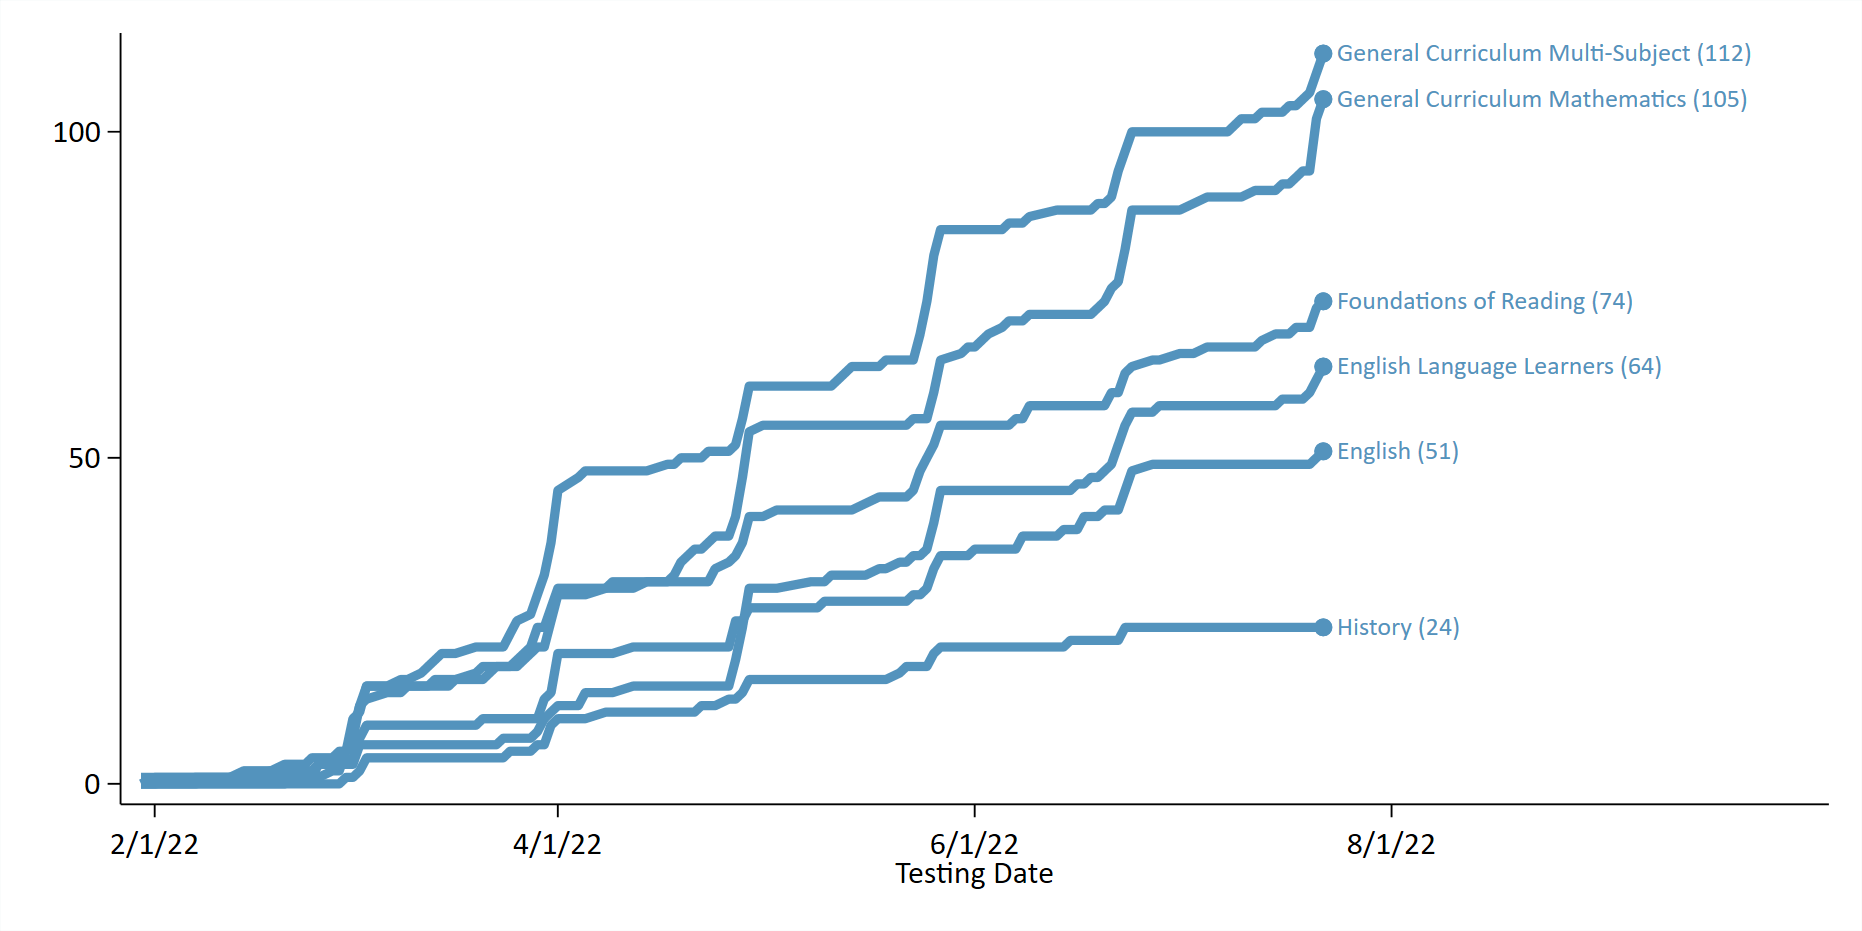 General Curriculum Multi-Subject (112)
General Curriculum Mathematics (105)
100
Foundations of Reading (74)
English Language Learners (64)
50
English (51)
History (24)
0
2/1/22
4/1/22
6/1/22
8/1/22
Testing Date